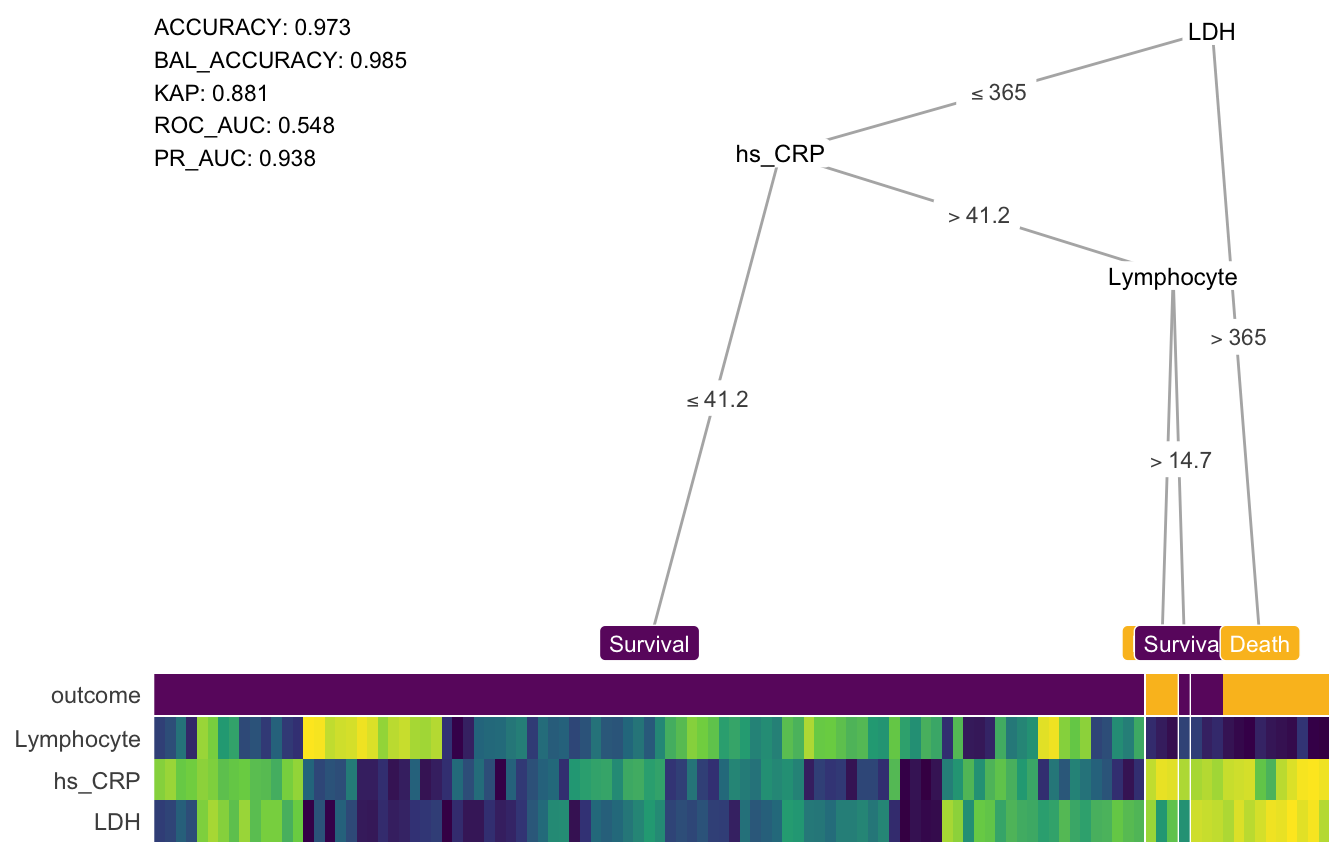 ACCURACY: 0.973
BAL_ACCURACY: 0.985
KAP: 0.881
ROC_AUC: 0.548
PR_AUC: 0.938
LDH
≤ 365
hs_CRP
> 41.2
Lymphocyte
> 365
≤ 41.2
> 14.7
Survival
Surviva
Death
outcome
Lymphocyte
hs_CRP
LDH